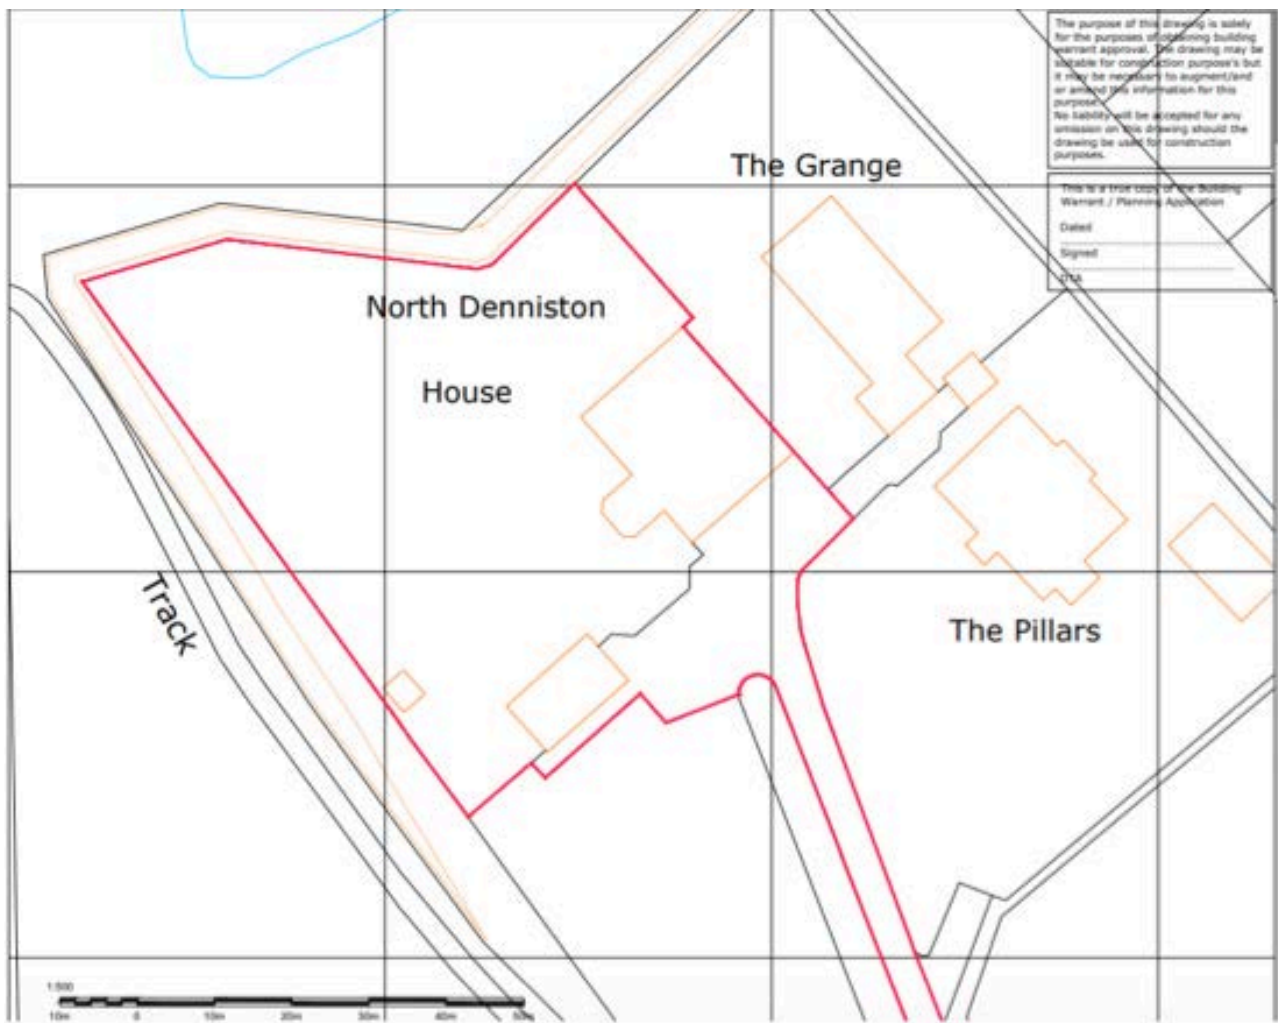 The purpose of this drawing is solely
for the purposes of obtaining building
warrant approval. The drawing may be
suitable for construction purpose's but
it may be necessary to augment/and
or amend this information for this
purpose.
No liability will be accepted for any
omission on this drawing should the
drawing be used for construction
purposes.
The Grange
This is a true copy of the Building
Warrant / Planning Application
Dated
Signed
DTA
North Denniston
House
Track
The Pillars
1:500
10m 0 10m 20m 30m 40m 50m